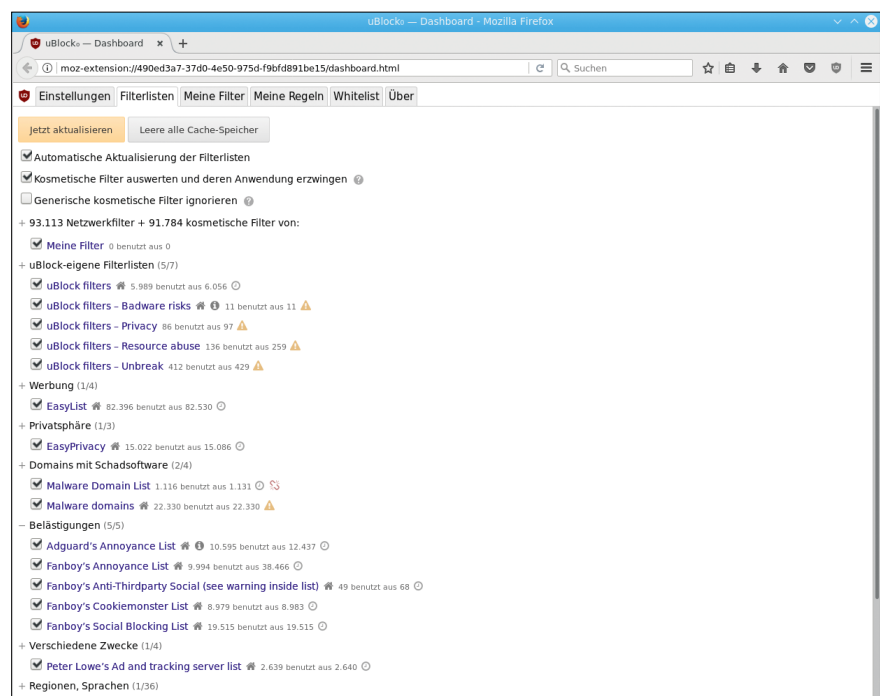 uBlock₀ — Dashboard - Mozilla Firefox
uBlock₀ — Dashboard × +
moz-extension://490ed3a7-37d0-4e50-975d-f9bfd891be15/dashboard.html Suchen
Einstellungen Filterlisten Meine Filter Meine Regeln Whitelist Über
Jetzt aktualisieren Leere alle Cache-Speicher
Automatische Aktualisierung der Filterlisten
Kosmetische Filter auswerten und deren Anwendung erzwingen
Generische kosmetische Filter ignorieren
+ 93.113 Netzwerkfilter + 91.784 kosmetische Filter von:
Meine Filter 0 benutzt aus 0
+ uBlock-eigene Filterlisten (5/7)
uBlock filters 5.989 benutzt aus 6.056
uBlock filters – Badware risks 11 benutzt aus 11
uBlock filters – Privacy 86 benutzt aus 97
uBlock filters – Resource abuse 136 benutzt aus 259
uBlock filters – Unbreak 412 benutzt aus 429
+ Werbung (1/4)
EasyList 82.396 benutzt aus 82.530
+ Privatsphäre (1/3)
EasyPrivacy 15.022 benutzt aus 15.086
+ Domains mit Schadsoftware (2/4)
Malware Domain List 1.116 benutzt aus 1.131
Malware domains 22.330 benutzt aus 22.330
− Belästigungen (5/5)
Adguard's Annoyance List 10.595 benutzt aus 12.437
Fanboy's Annoyance List 9.994 benutzt aus 38.466
Fanboy's Anti-Thirdparty Social (see warning inside list) 49 benutzt aus 68
Fanboy's Cookiemonster List 8.979 benutzt aus 8.983
Fanboy's Social Blocking List 19.515 benutzt aus 19.515
+ Verschiedene Zwecke (1/4)
Peter Lowe's Ad and tracking server list 2.639 benutzt aus 2.640
+ Regionen, Sprachen (1/36)